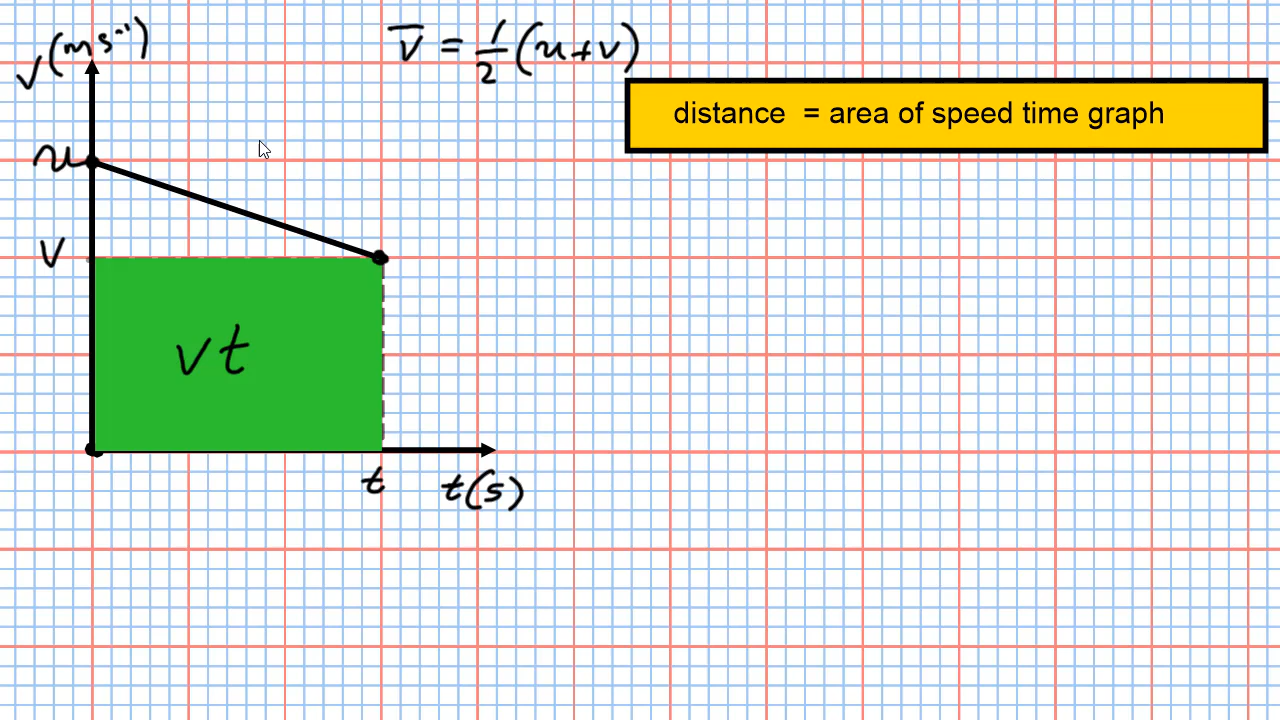 v (ms⁻¹)
v̅ = 1/2 (u+v)
distance = area of speed time graph
u
v
vt
t
t(s)